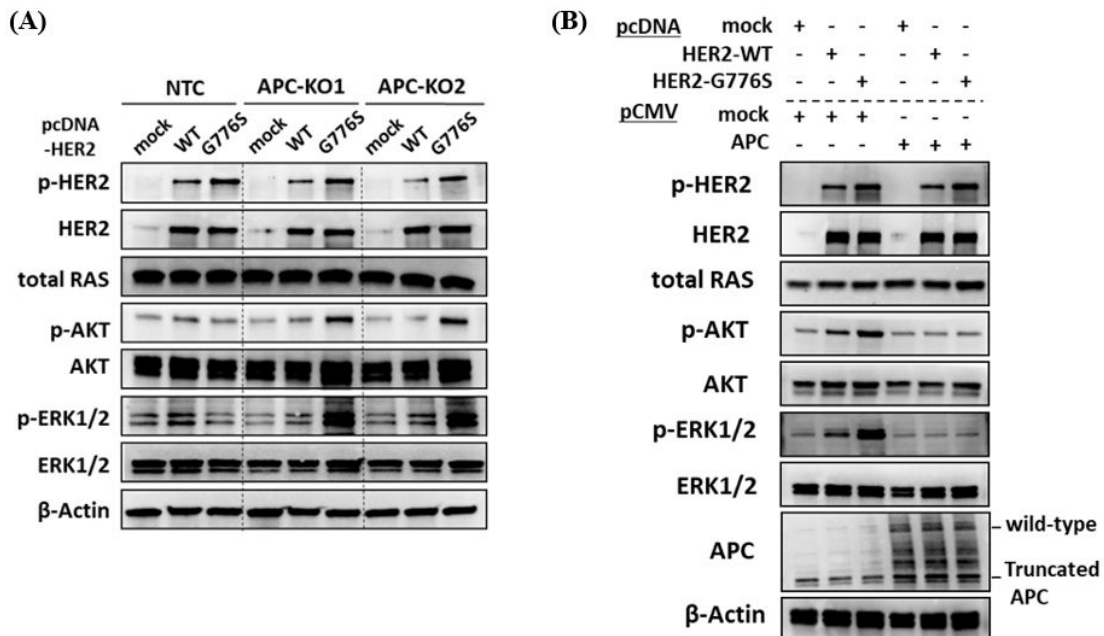 (A)
NTC APC-KO1 APC-KO2
pcDNA
-HER2
mock WT G776S mock WT G776S mock WT G776S
p-HER2
HER2
total RAS
p-AKT
AKT
p-ERK1/2
ERK1/2
β-Actin
(B)
pcDNA mock + - - + - -
HER2-WT - + - - + -
HER2-G776S - - + - - +
pCMV mock + + + - - -
APC - - - + + +
p-HER2
HER2
total RAS
p-AKT
AKT
p-ERK1/2
ERK1/2
APC
wild-type
Truncated
APC
β-Actin